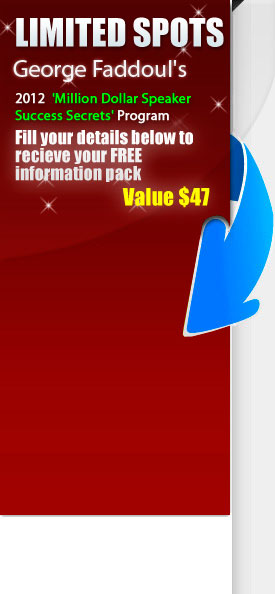 LIMITED SPOTS
George Faddoul's
2012 'Million Dollar Speaker
Success Secrets' Program
Fill your details below to
recieve your FREE
information pack
Value $47